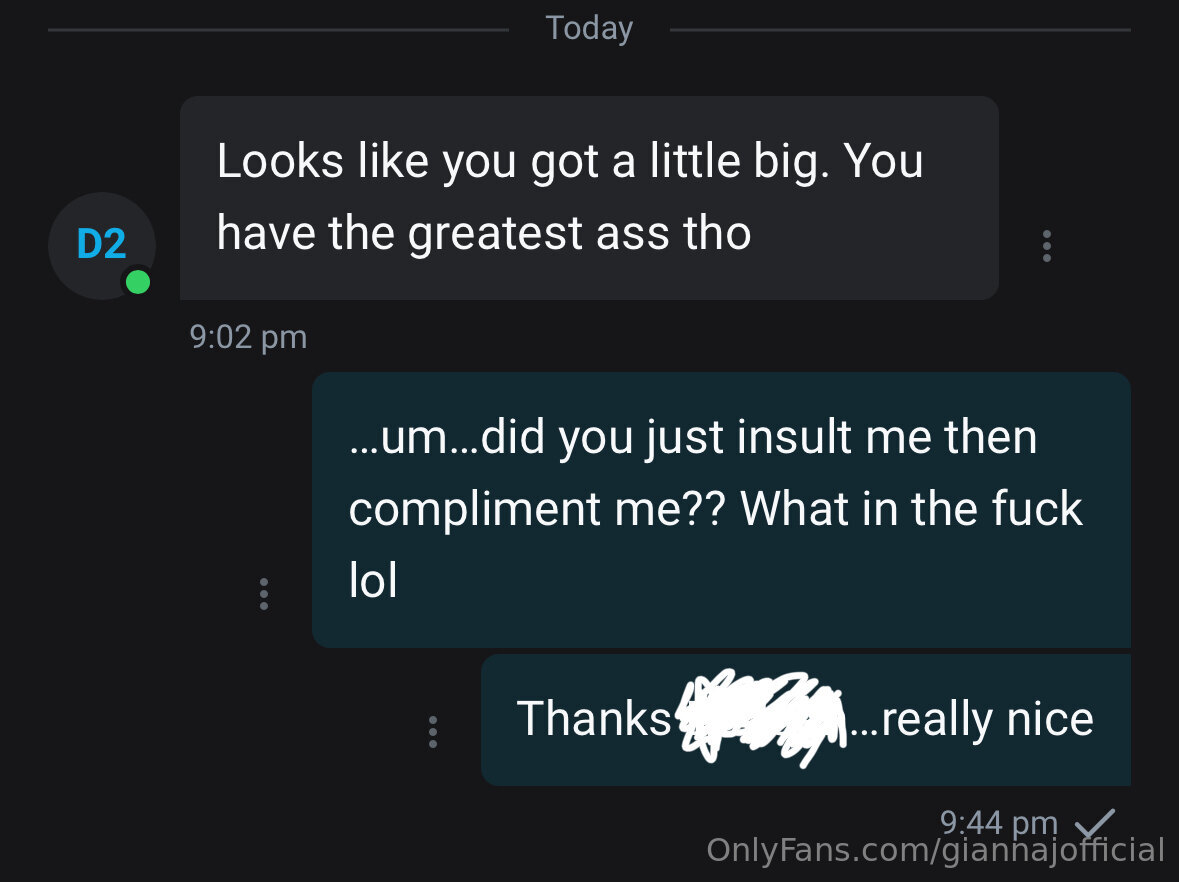 Today
Looks like you got a little big. You
have the greatest ass tho
D2
9:02 pm
...um...did you just insult me then
compliment me?? What in the fuck
lol
Thanks ...really nice
9:44 pm
OnlyFans.com/giannajofficial